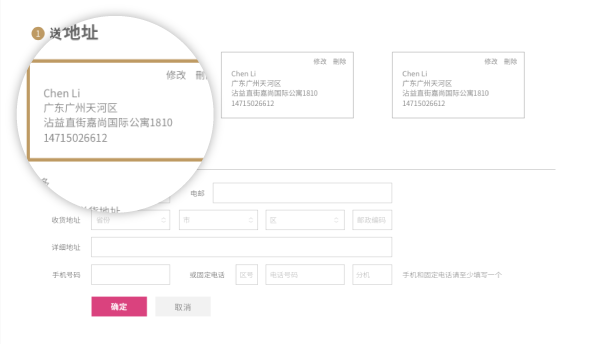 1 送地址
修改
Chen Li
广东广州天河区
沾益直街嘉尚国际公寓1810
14715026612
修改 删除
Chen Li
广东广州天河区
沾益直街嘉尚国际公寓1810
14715026612
修改 删除
Chen Li
广东广州天河区
沾益直街嘉尚国际公寓1810
14715026612
电邮
收货地址 省份 市 区 邮政编码
详细地址
手机号码 或固定电话 区号 电话号码 分机 手机和固定电话请至少填写一个
确定 取消